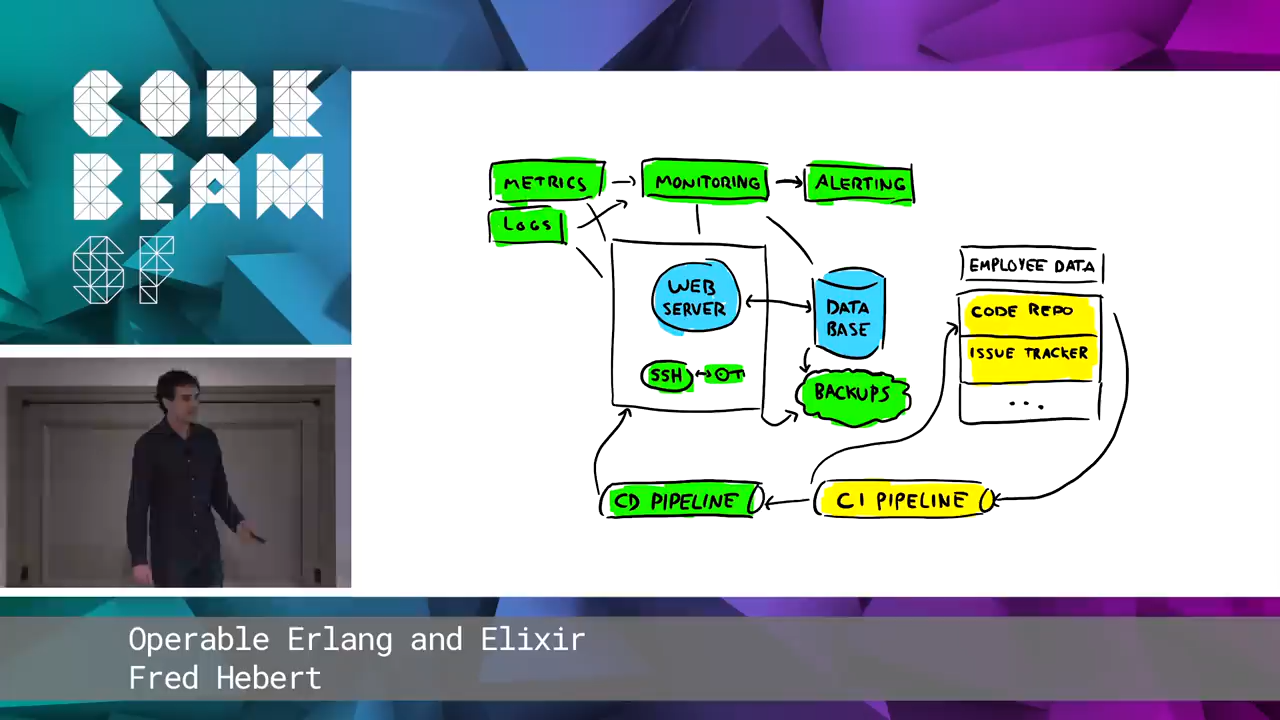 CODE
BEAM
SF
METRICS
MONITORING
ALERTING
LOGS
WEB
SERVER
DATA
BASE
SSH
BACKUPS
EMPLOYEE DATA
CODE REPO
ISSUE TRACKER
...
CD PIPELINE
CI PIPELINE
Operable Erlang and Elixir
Fred Hebert